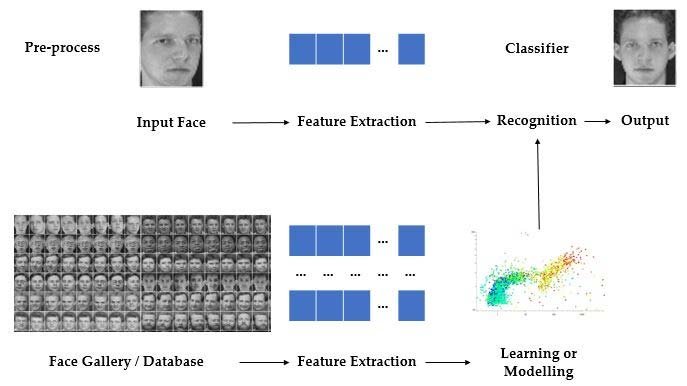 Pre-process
Classifier
Input Face
Feature Extraction
Recognition
Output
...
...
... ... ... ... ...
...
Face Gallery / Database
Feature Extraction
Learning or
Modelling